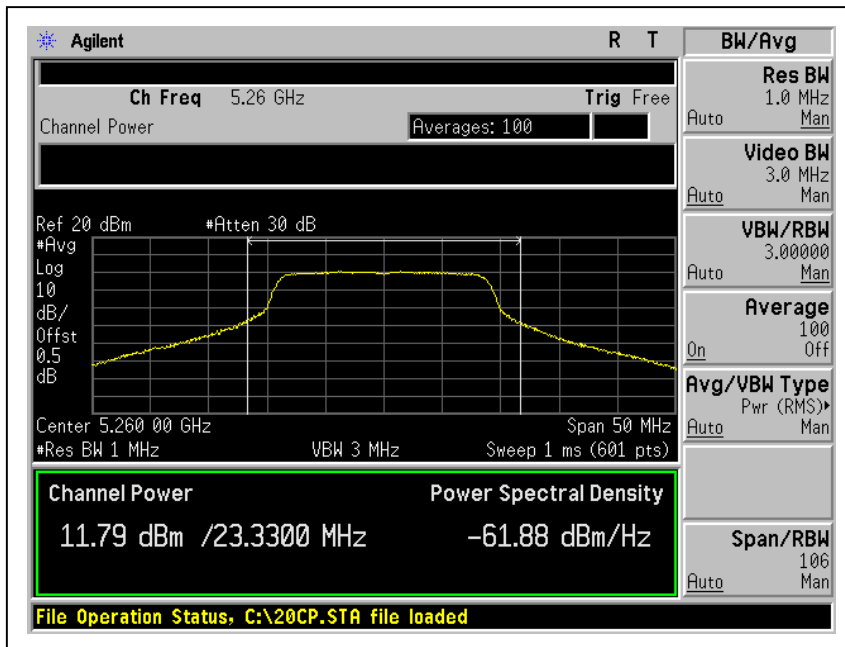 Agilent
R T
Ch Freq 5.26 GHz
Trig Free
Channel Power
Averages: 100
Ref 20 dBm
#Atten 30 dB
#Avg
Log
10
dB/
Offst
0.5
dB
Center 5.260 00 GHz
Span 50 MHz
#Res BW 1 MHz
VBW 3 MHz
Sweep 1 ms (601 pts)
Channel Power
Power Spectral Density
11.79 dBm /23.3300 MHz
-61.88 dBm/Hz
File Operation Status, C:\20CP.STA file loaded
BW/Avg
Res BW
1.0 MHz
Auto Man
Video BW
3.0 MHz
Auto Man
VBW/RBW
3.00000
Auto Man
Average
100
On Off
Avg/VBW Type
Pwr (RMS)▸
Auto Man
Span/RBW
106
Auto Man